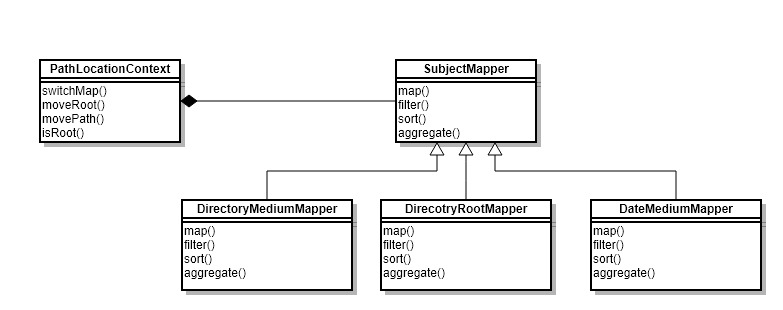 PathLocationContext
switchMap()
moveRoot()
movePath()
isRoot()
SubjectMapper
map()
filter()
sort()
aggregate()
DirectoryMediumMapper
map()
filter()
sort()
aggregate()
DirecotryRootMapper
map()
filter()
sort()
aggregate()
DateMediumMapper
map()
filter()
sort()
aggregate()